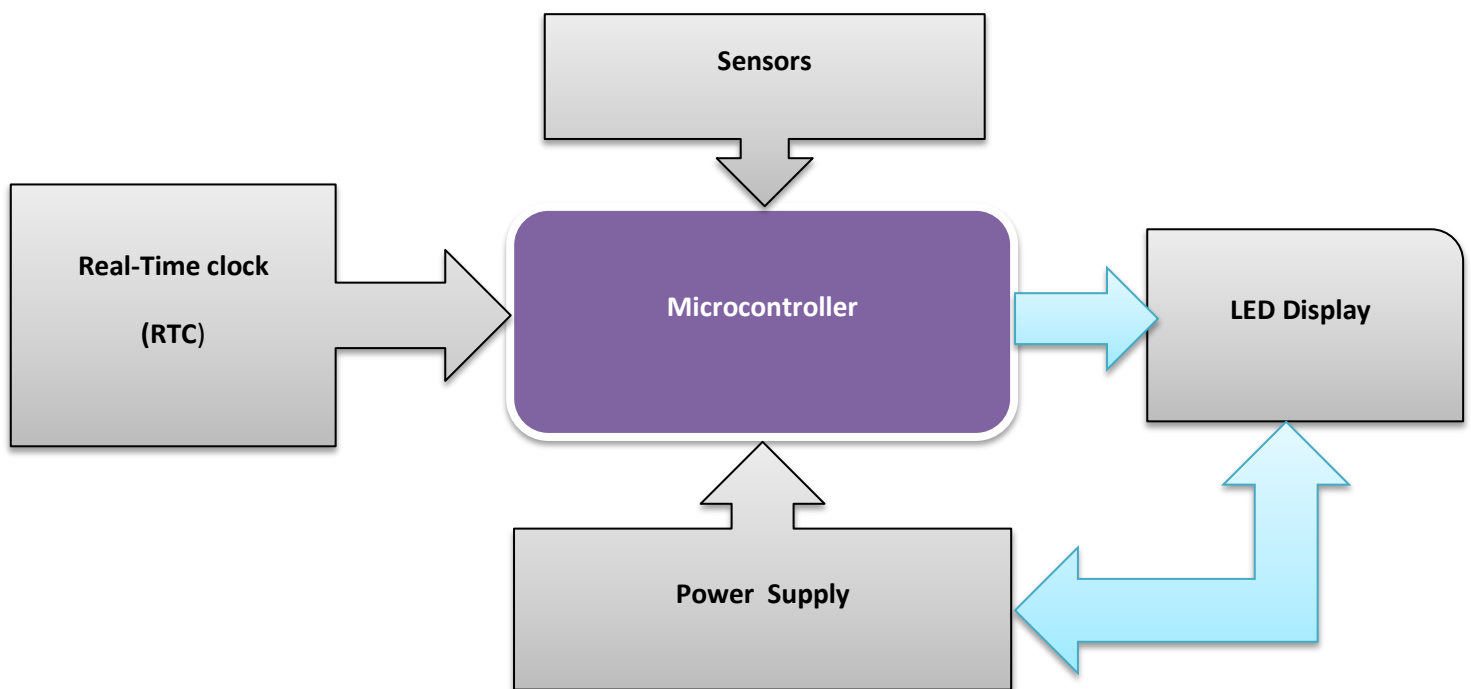 Sensors
Real-Time clock
(RTC)
Microcontroller
LED Display
Power  Supply